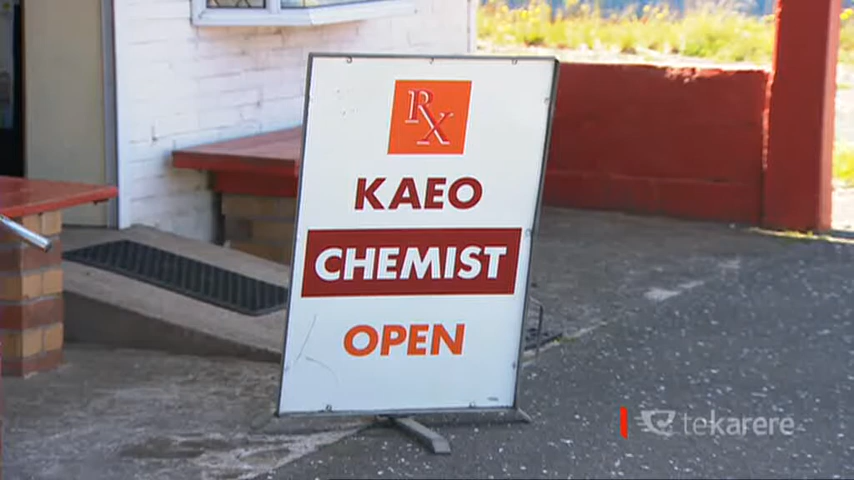 RX
KAEO
CHEMIST
OPEN
tekarere